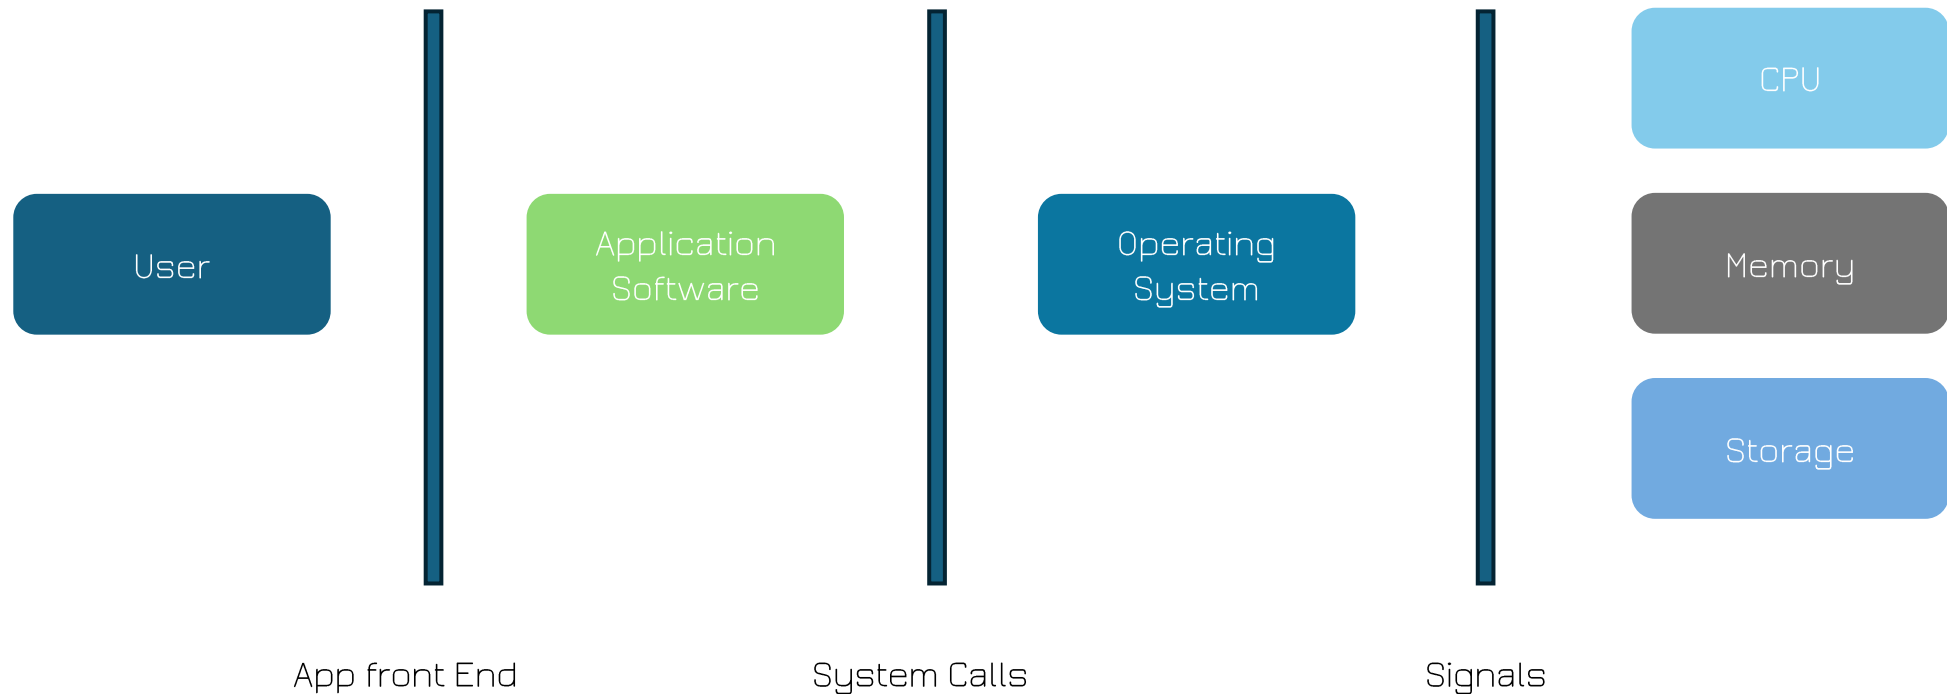 User
Application
Software
Operating
System
CPU
Memory
Storage
App front End
System Calls
Signals